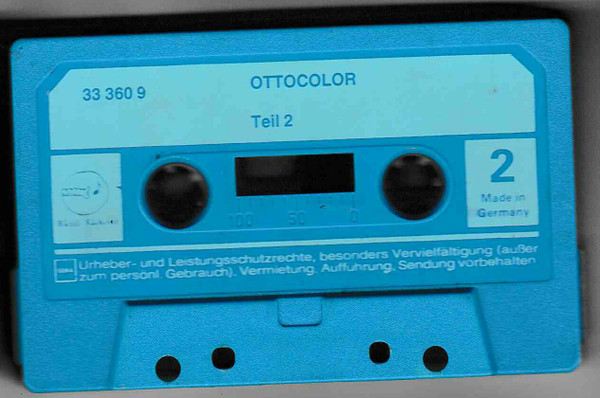 OTTOCOLOR
33 360 9
Teil 2
2
Made in
Germany
100 50 0
Urheber- und Leistungsschutzrechte, besonders Vervielfältigung (außer
zum persönl. Gebrauch), Vermietung, Aufführung, Sendung vorbehalten